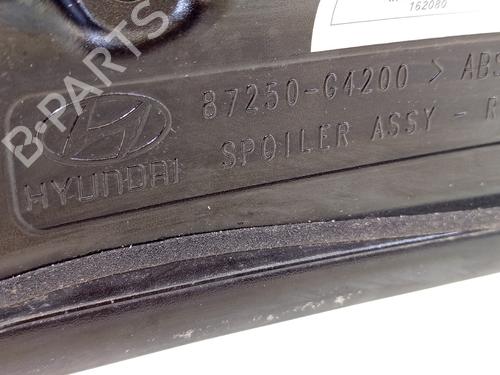 162080
B-PARTS
87250-G4200 > ABS
HYUNDAI
SPOILER ASSY - R